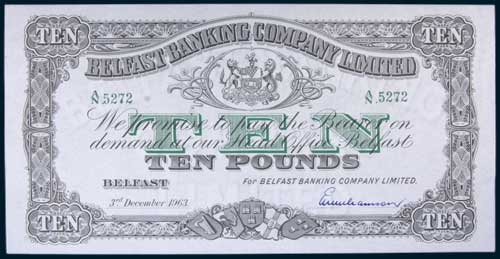 TEN TEN
BELFAST BANKING COMPANY LIMITED
A/N 5272 A/N 5272
We promise to pay the Bearer on
demand at our Head Office Belfast
TEN
TEN POUNDS
BELFAST For BELFAST BANKING COMPANY LIMITED.
3rd December 1963.
TEN TEN